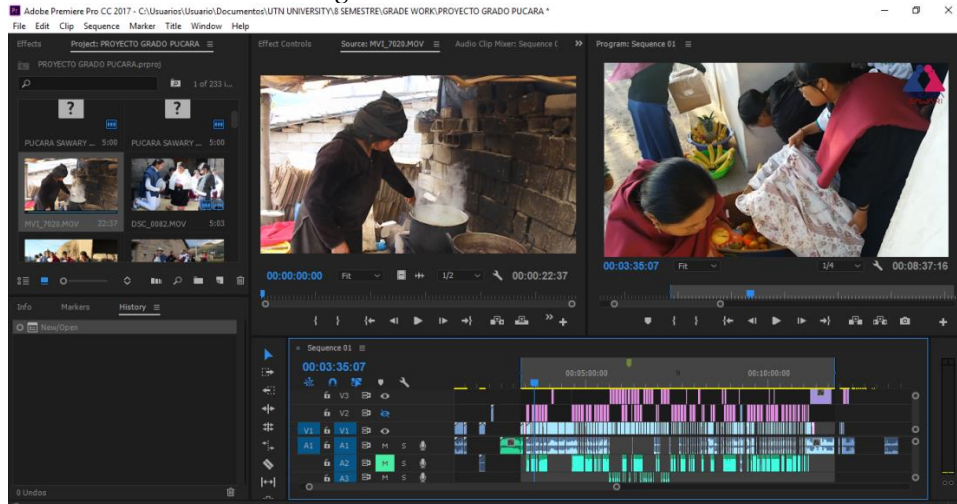 Adobe Premiere Pro CC 2017 - C:\Usuarios\Usuario\Documentos\UTN UNIVERSITY\8 SEMESTRE\GRADE WORK\PROYECTO GRADO PUCARA *
File Edit Clip Sequence Marker Title Window Help
Effects Project: PROYECTO GRADO PUCARA
Effect Controls Source: MVI_7020.MOV Audio Clip Mixer: Sequence (
Program: Sequence 01
PROYECTO GRADO PUCARA.prproj
1 of 233 i...
PUCARA SAWARY ... 5:00 PUCARA SAWARY ... 5:00
MVI_7020.MOV 22:37 DSC_0082.MOV 5:03
00:00:00:00 Fit 1/2 00:00:22:37
00:03:35:07 Fit 1/4 00:08:37:16
Info Markers History
New/Open
Sequence 01
00:03:35:07
00:05:00:00 00:10:00:00
V3
V2
V1 V1
A1 A1 M S
A2 M S
A3 M S
0 Undos